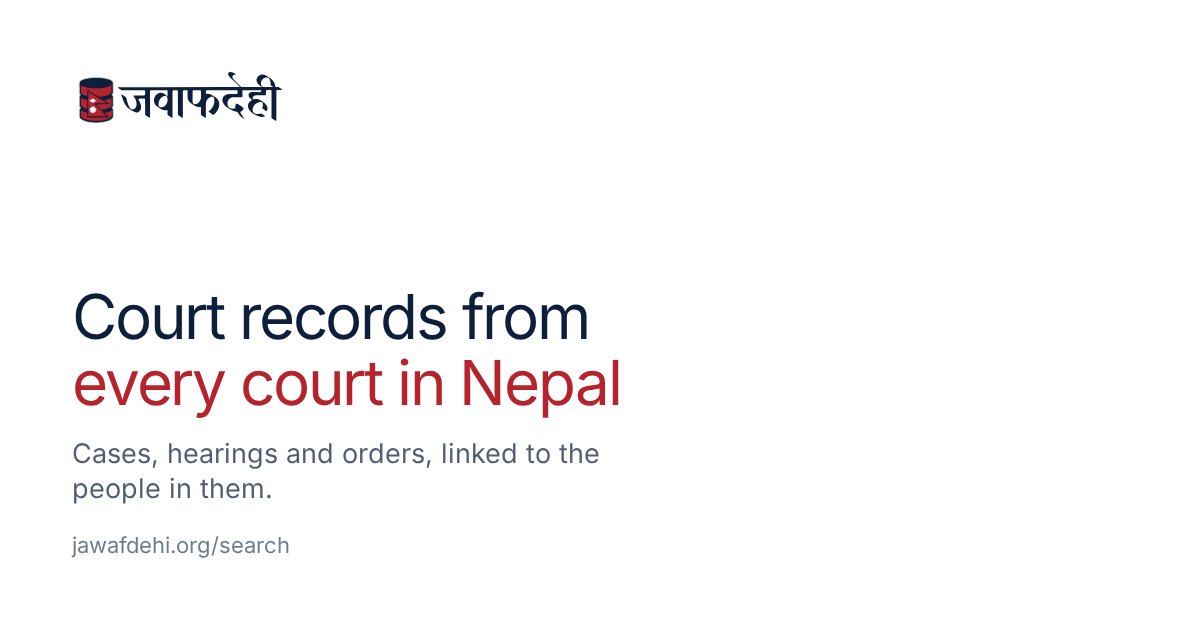 जवाफदेही
Court records from
every court in Nepal
Cases, hearings and orders, linked to the
people in them.
jawafdehi.org/search